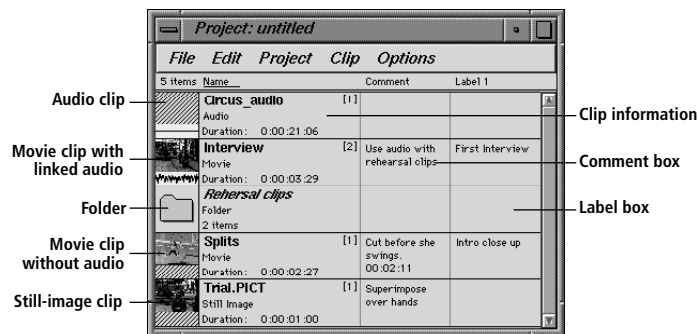 Project: untitled
File Edit Project Clip Options
5 items Name Comment Label 1
Circus_audio [1]
Audio
Duration: 0:00:21:06
Interview [2] Use audio with First Interview
Movie rehearsal clips
Duration: 0:00:03:29
Rehersal clips
Folder
2 items
Splits [1] Cut before she Intro close up
Movie swings.
Duration: 0:00:02:27 00:02:11
Trial.PICT [1] Superimpose
Still Image over hands
Duration: 0:00:01:00
Audio clip
Movie clip with
linked audio
Folder
Movie clip
without audio
Still-image clip
Clip information
Comment box
Label box